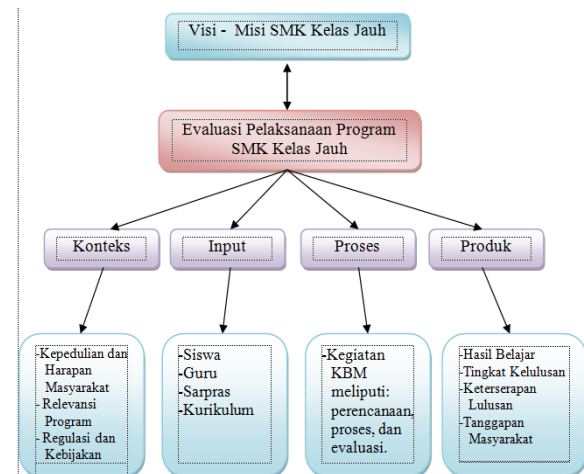 Visi - Misi SMK Kelas Jauh
Evaluasi Pelaksanaan Program
SMK Kelas Jauh
Konteks
Input
Proses
Produk
-Kepedulian dan
Harapan
Masyarakat
- Relevansi
Program
- Regulasi dan
Kebijakan
-Siswa
-Guru
-Sarpras
-Kurikulum
-Kegiatan
KBM
meliputi:
perencanaan,
proses, dan
evaluasi.
-Hasil Belajar
-Tingkat Kelulusan
-Keterserapan
Lulusan
-Tanggapan
Masyarakat